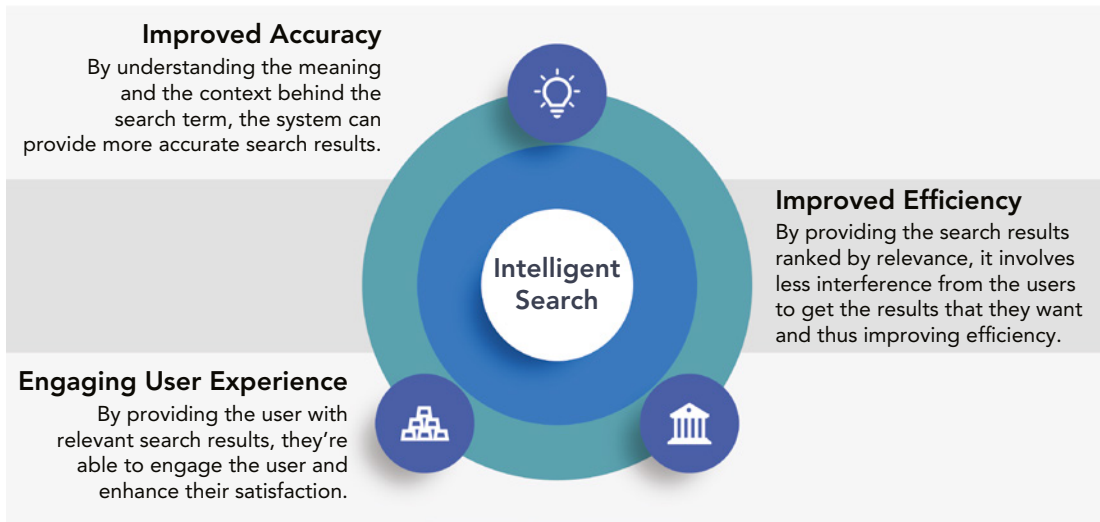 Improved Accuracy
By understanding the meaning
and the context behind the
search term, the system can
provide more accurate search results.
Intelligent
Search
Improved Efficiency
By providing the search results
ranked by relevance, it involves
less interference from the users
to get the results that they want
and thus improving efficiency.
Engaging User Experience
By providing the user with
relevant search results, they’re
able to engage the user and
enhance their satisfaction.